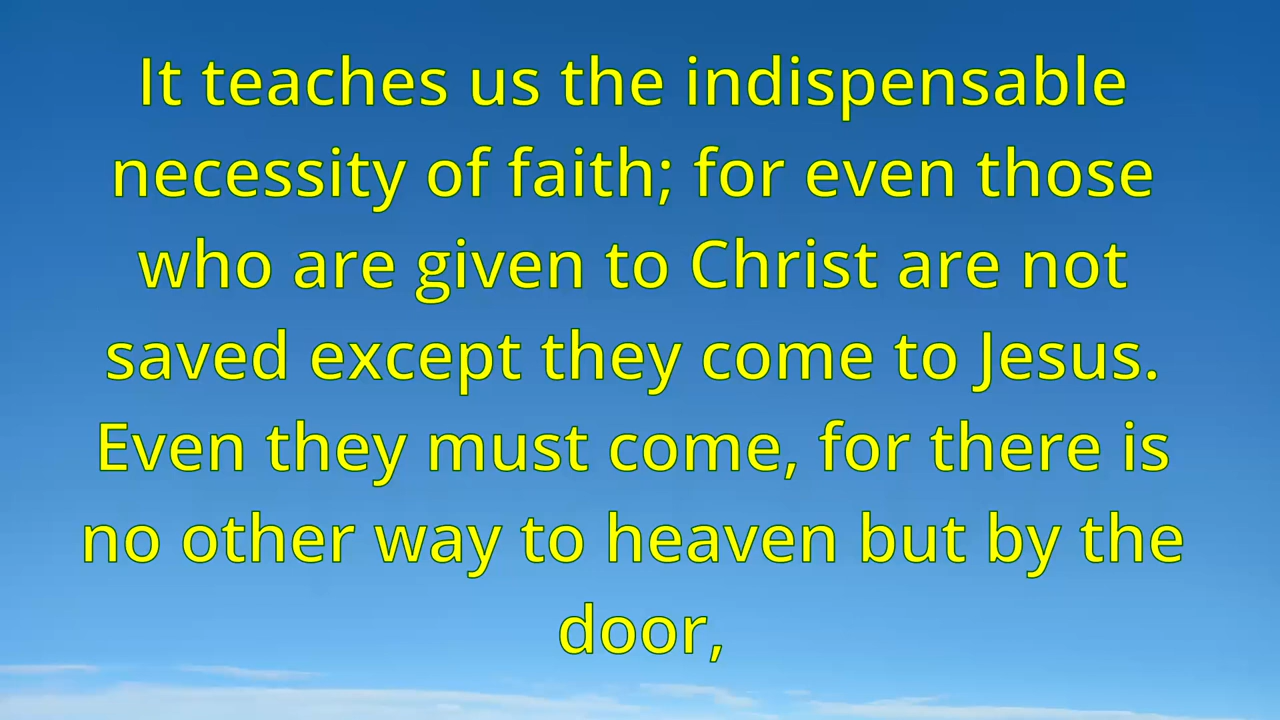 It teaches us the indispensable
necessity of faith; for even those
who are given to Christ are not
saved except they come to Jesus.
Even they must come, for there is
no other way to heaven but by the
door,